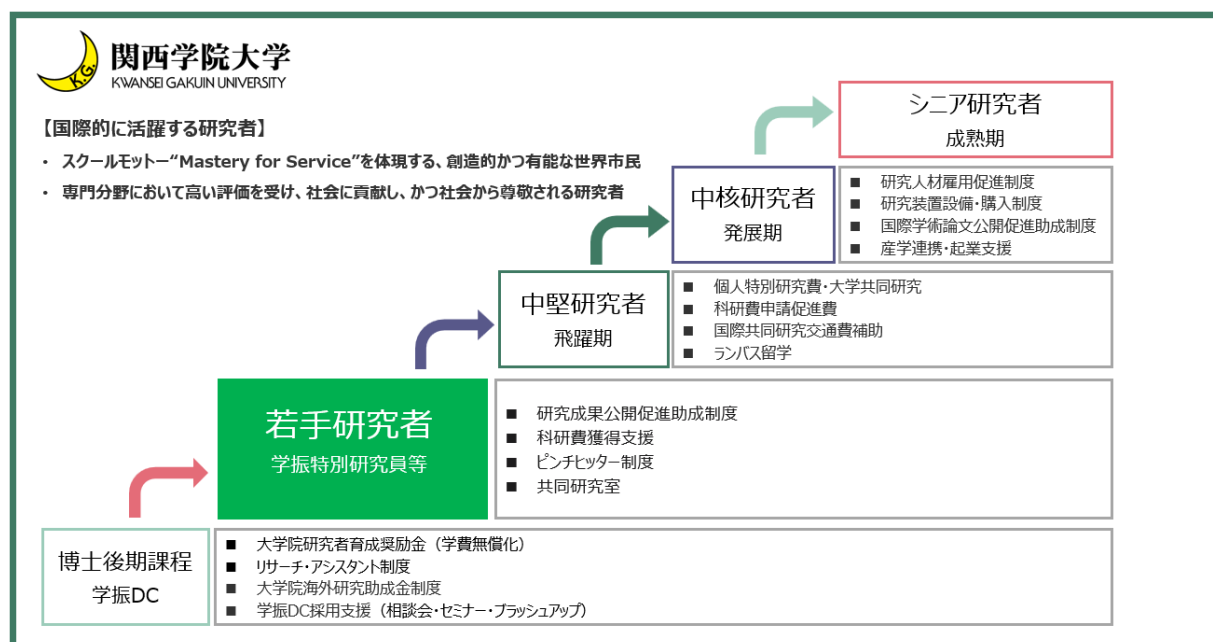 K.G.
関西学院大学
KWANSEI GAKUIN UNIVERSITY
【国際的に活躍する研究者】
・ スクールモットー“Mastery for Service”を体現する、創造的かつ有能な世界市民
・ 専門分野において高い評価を受け、社会に貢献し、かつ社会から尊敬される研究者
シニア研究者
成熟期
中核研究者
発展期
■ 研究人材雇用促進制度
■ 研究装置設備・購入制度
■ 国際学術論文公開促進助成制度
■ 産学連携・起業支援
中堅研究者
飛躍期
■ 個人特別研究費・大学共同研究
■ 科研費申請促進費
■ 国際共同研究交通費補助
■ ランバス留学
若手研究者
学振特別研究員等
■ 研究成果公開促進助成制度
■ 科研費獲得支援
■ ピンチヒッター制度
■ 共同研究室
博士後期課程
学振DC
■ 大学院研究者育成奨励金（学費無償化）
■ リサーチ・アシスタント制度
■ 大学院海外研究助成金制度
■ 学振DC採用支援（相談会・セミナー・ブラッシュアップ）